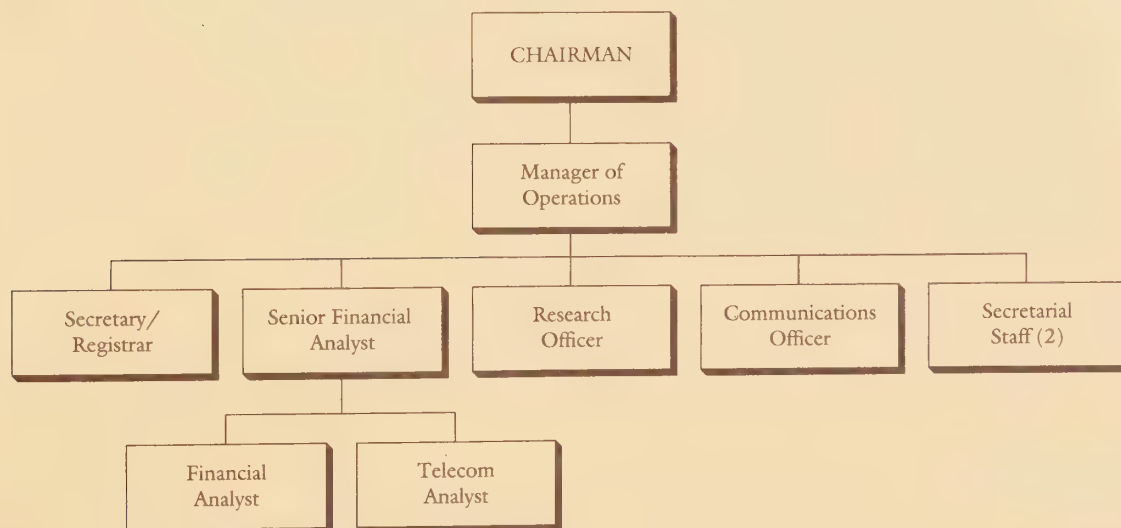 CHAIRMAN
Manager of
Operations
Secretary/
Registrar
Senior Financial
Analyst
Research
Officer
Communications
Officer
Secretarial
Staff (2)
Financial
Analyst
Telecom
Analyst